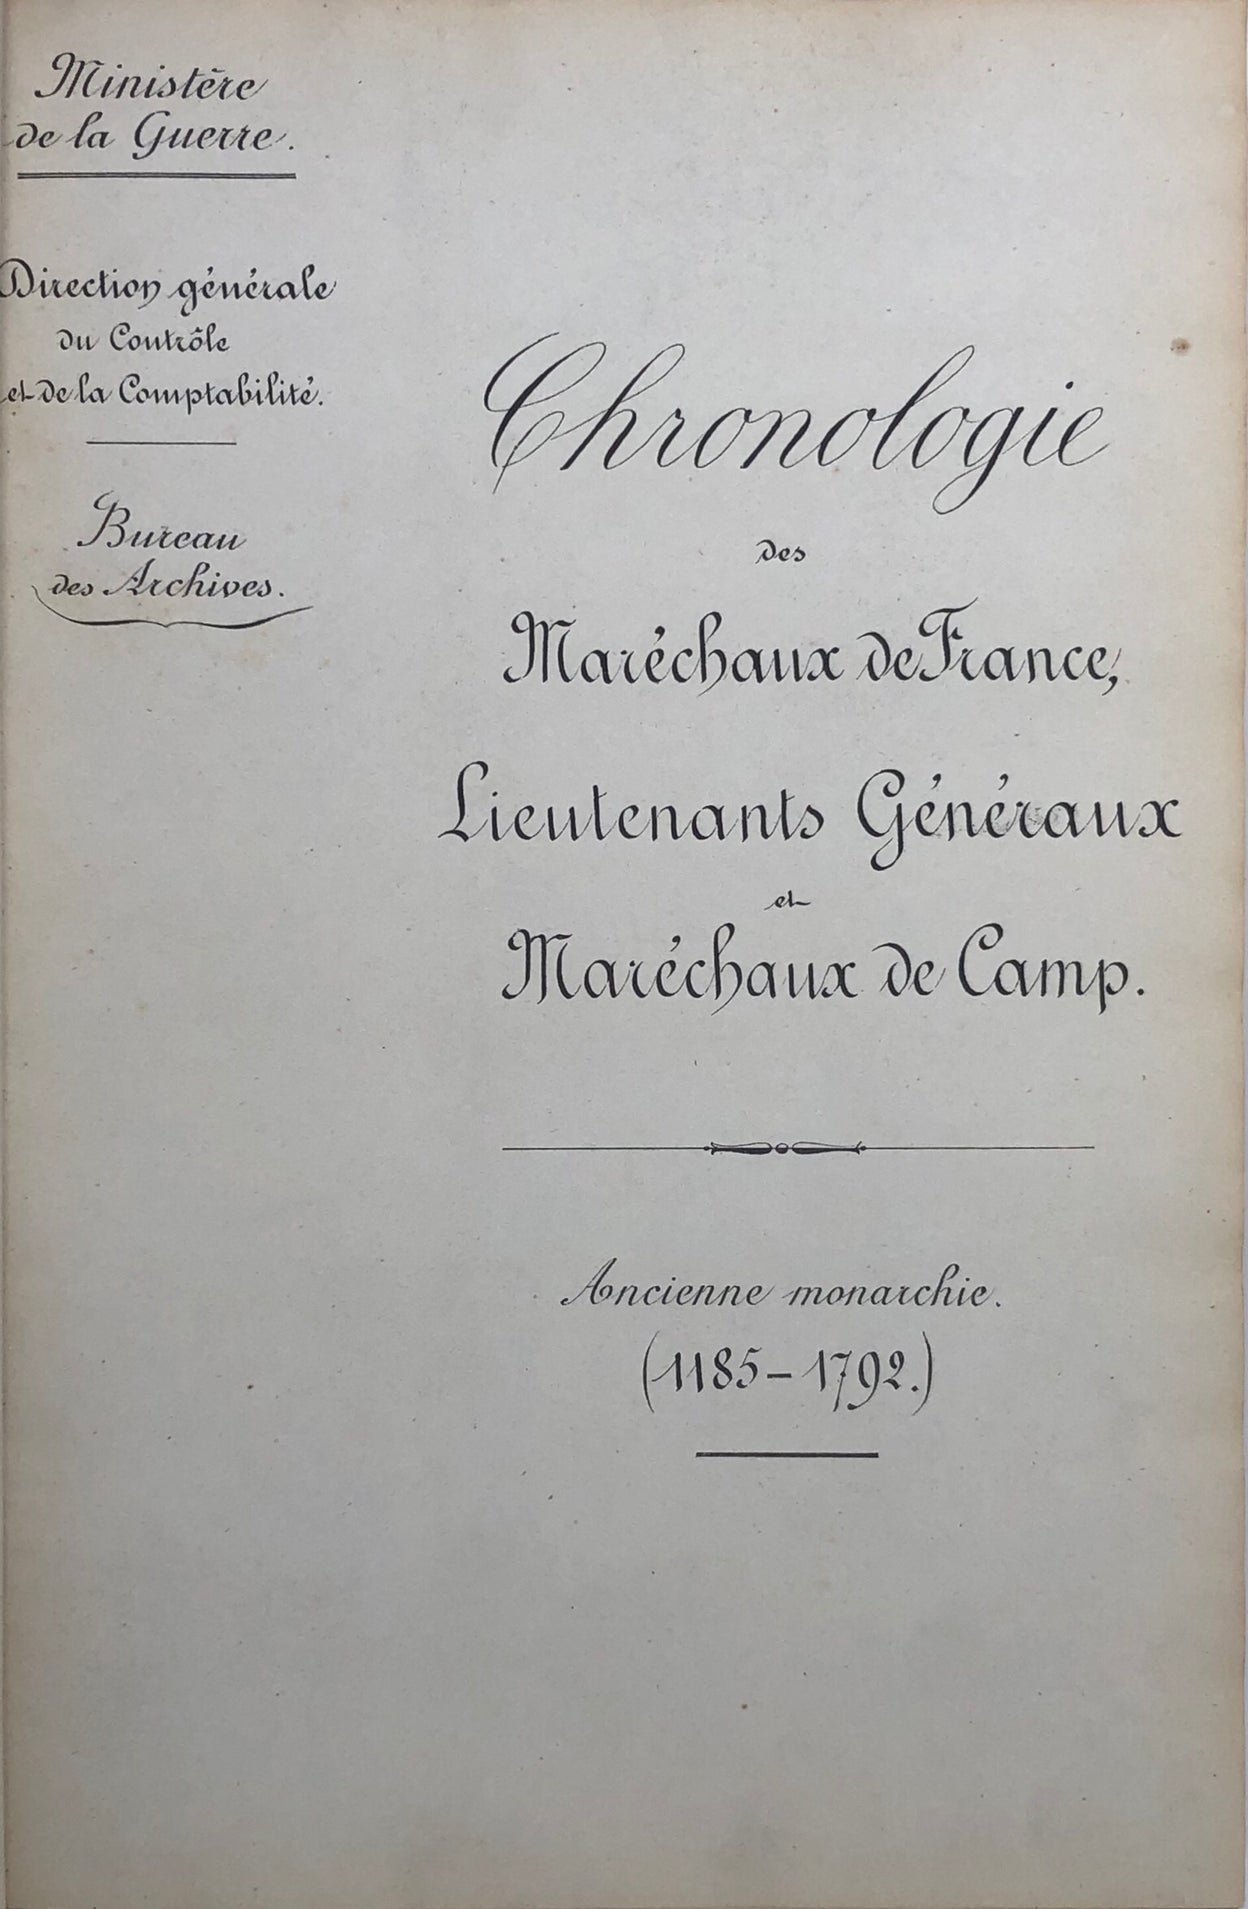 Ministère
de la Guerre.
Direction générale
du Contrôle
et de la Comptabilité.
Bureau
des Archives.
Chronologie
des
Maréchaux de France,
Lieutenants Généraux
et
Maréchaux de Camp.
Ancienne monarchie.
(1185 – 1792.)